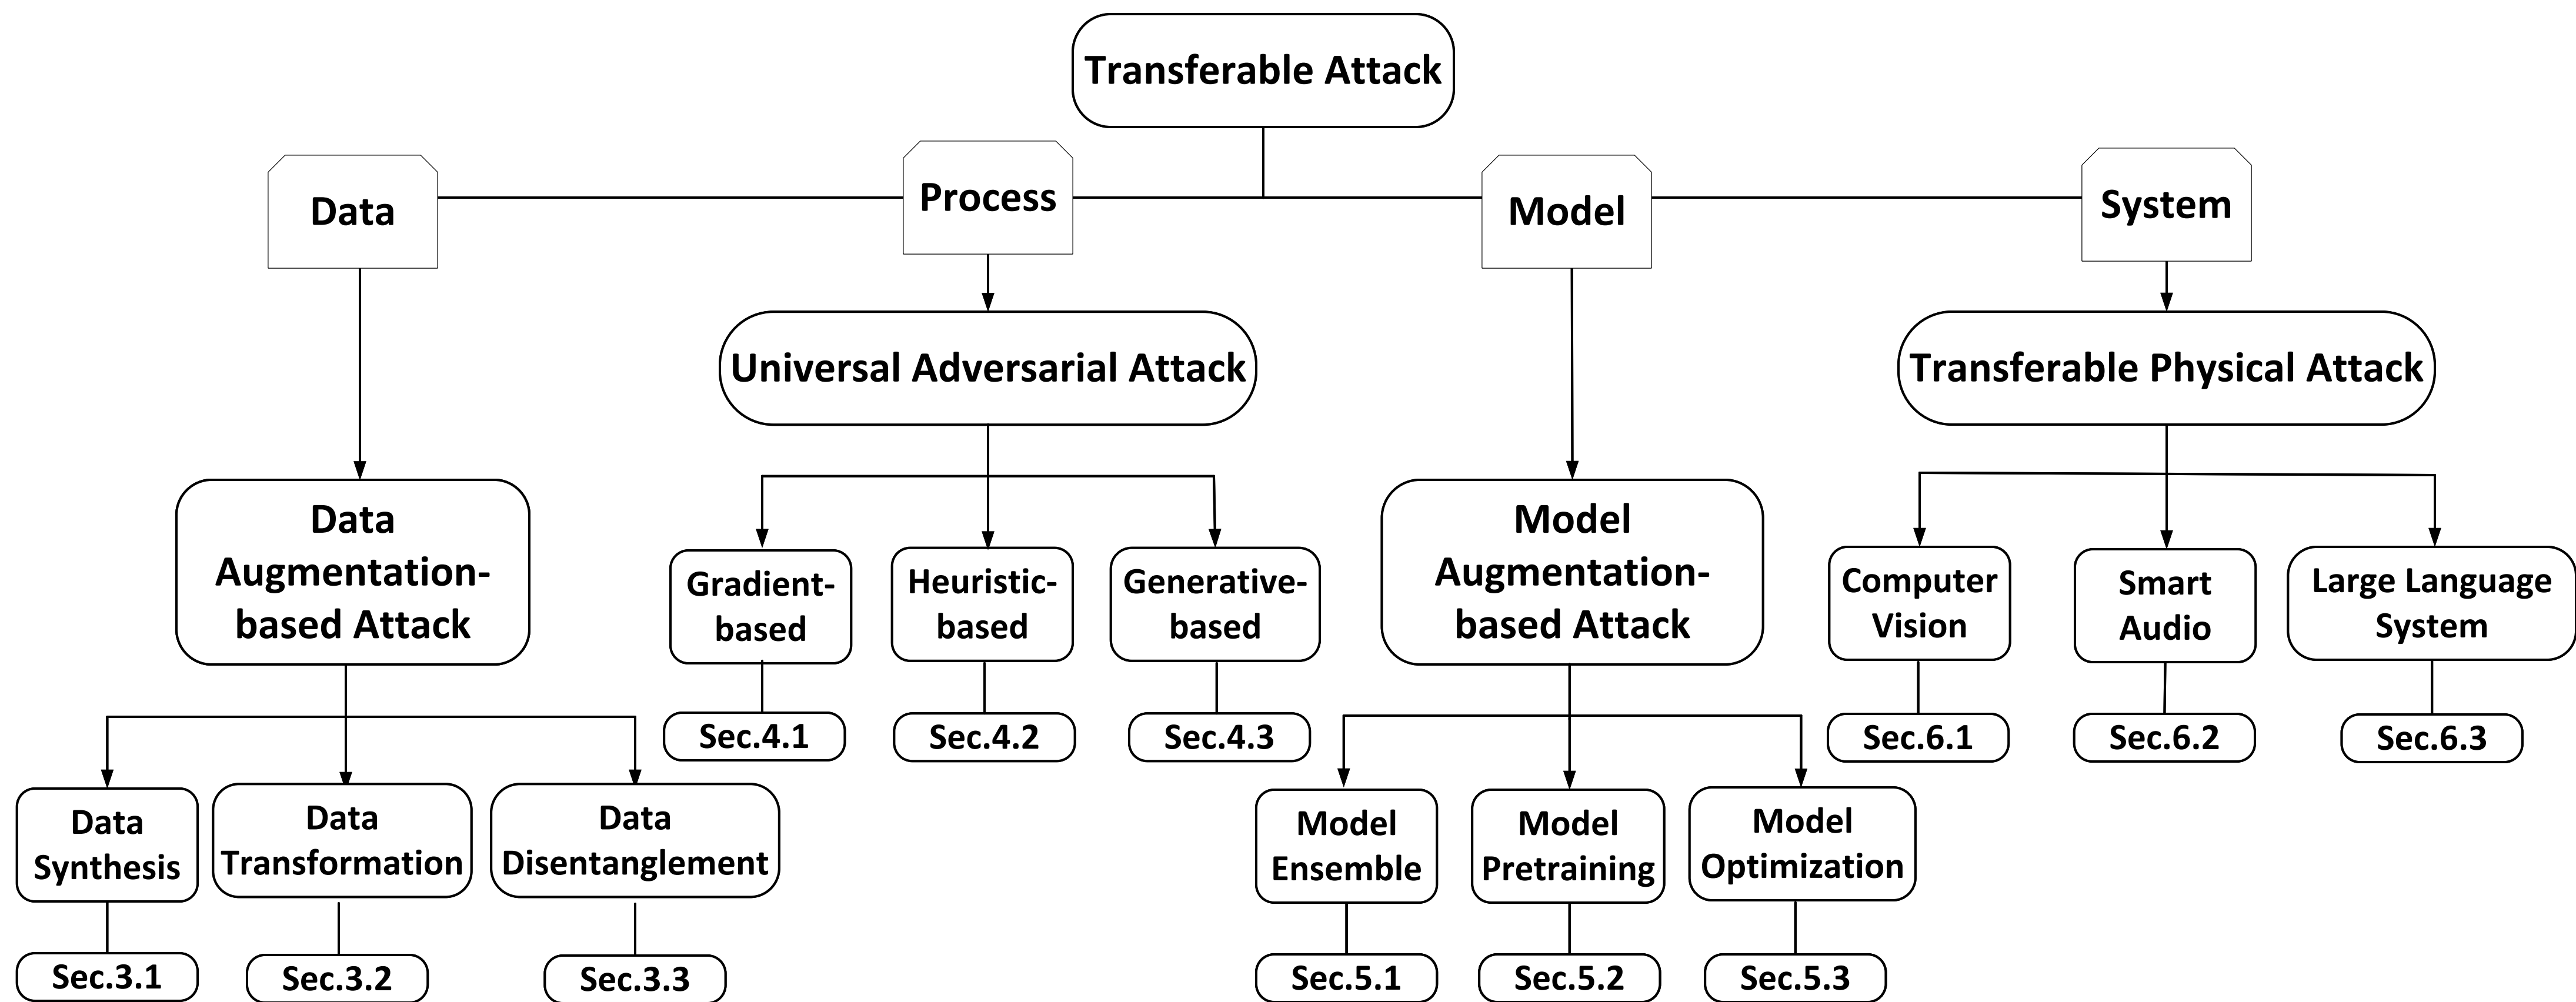 Transferable Attack
Data
Process
Model
System
Universal Adversarial Attack
Transferable Physical Attack
Data
Augmentation-
based Attack
Model
Augmentation-
based Attack
Gradient-
based
Heuristic-
based
Generative-
based
Computer
Vision
Smart
Audio
Large Language
System
Sec.4.1
Sec.4.2
Sec.4.3
Sec.6.1
Sec.6.2
Sec.6.3
Data
Synthesis
Data
Transformation
Data
Disentanglement
Model
Ensemble
Model
Pretraining
Model
Optimization
Sec.3.1
Sec.3.2
Sec.3.3
Sec.5.1
Sec.5.2
Sec.5.3